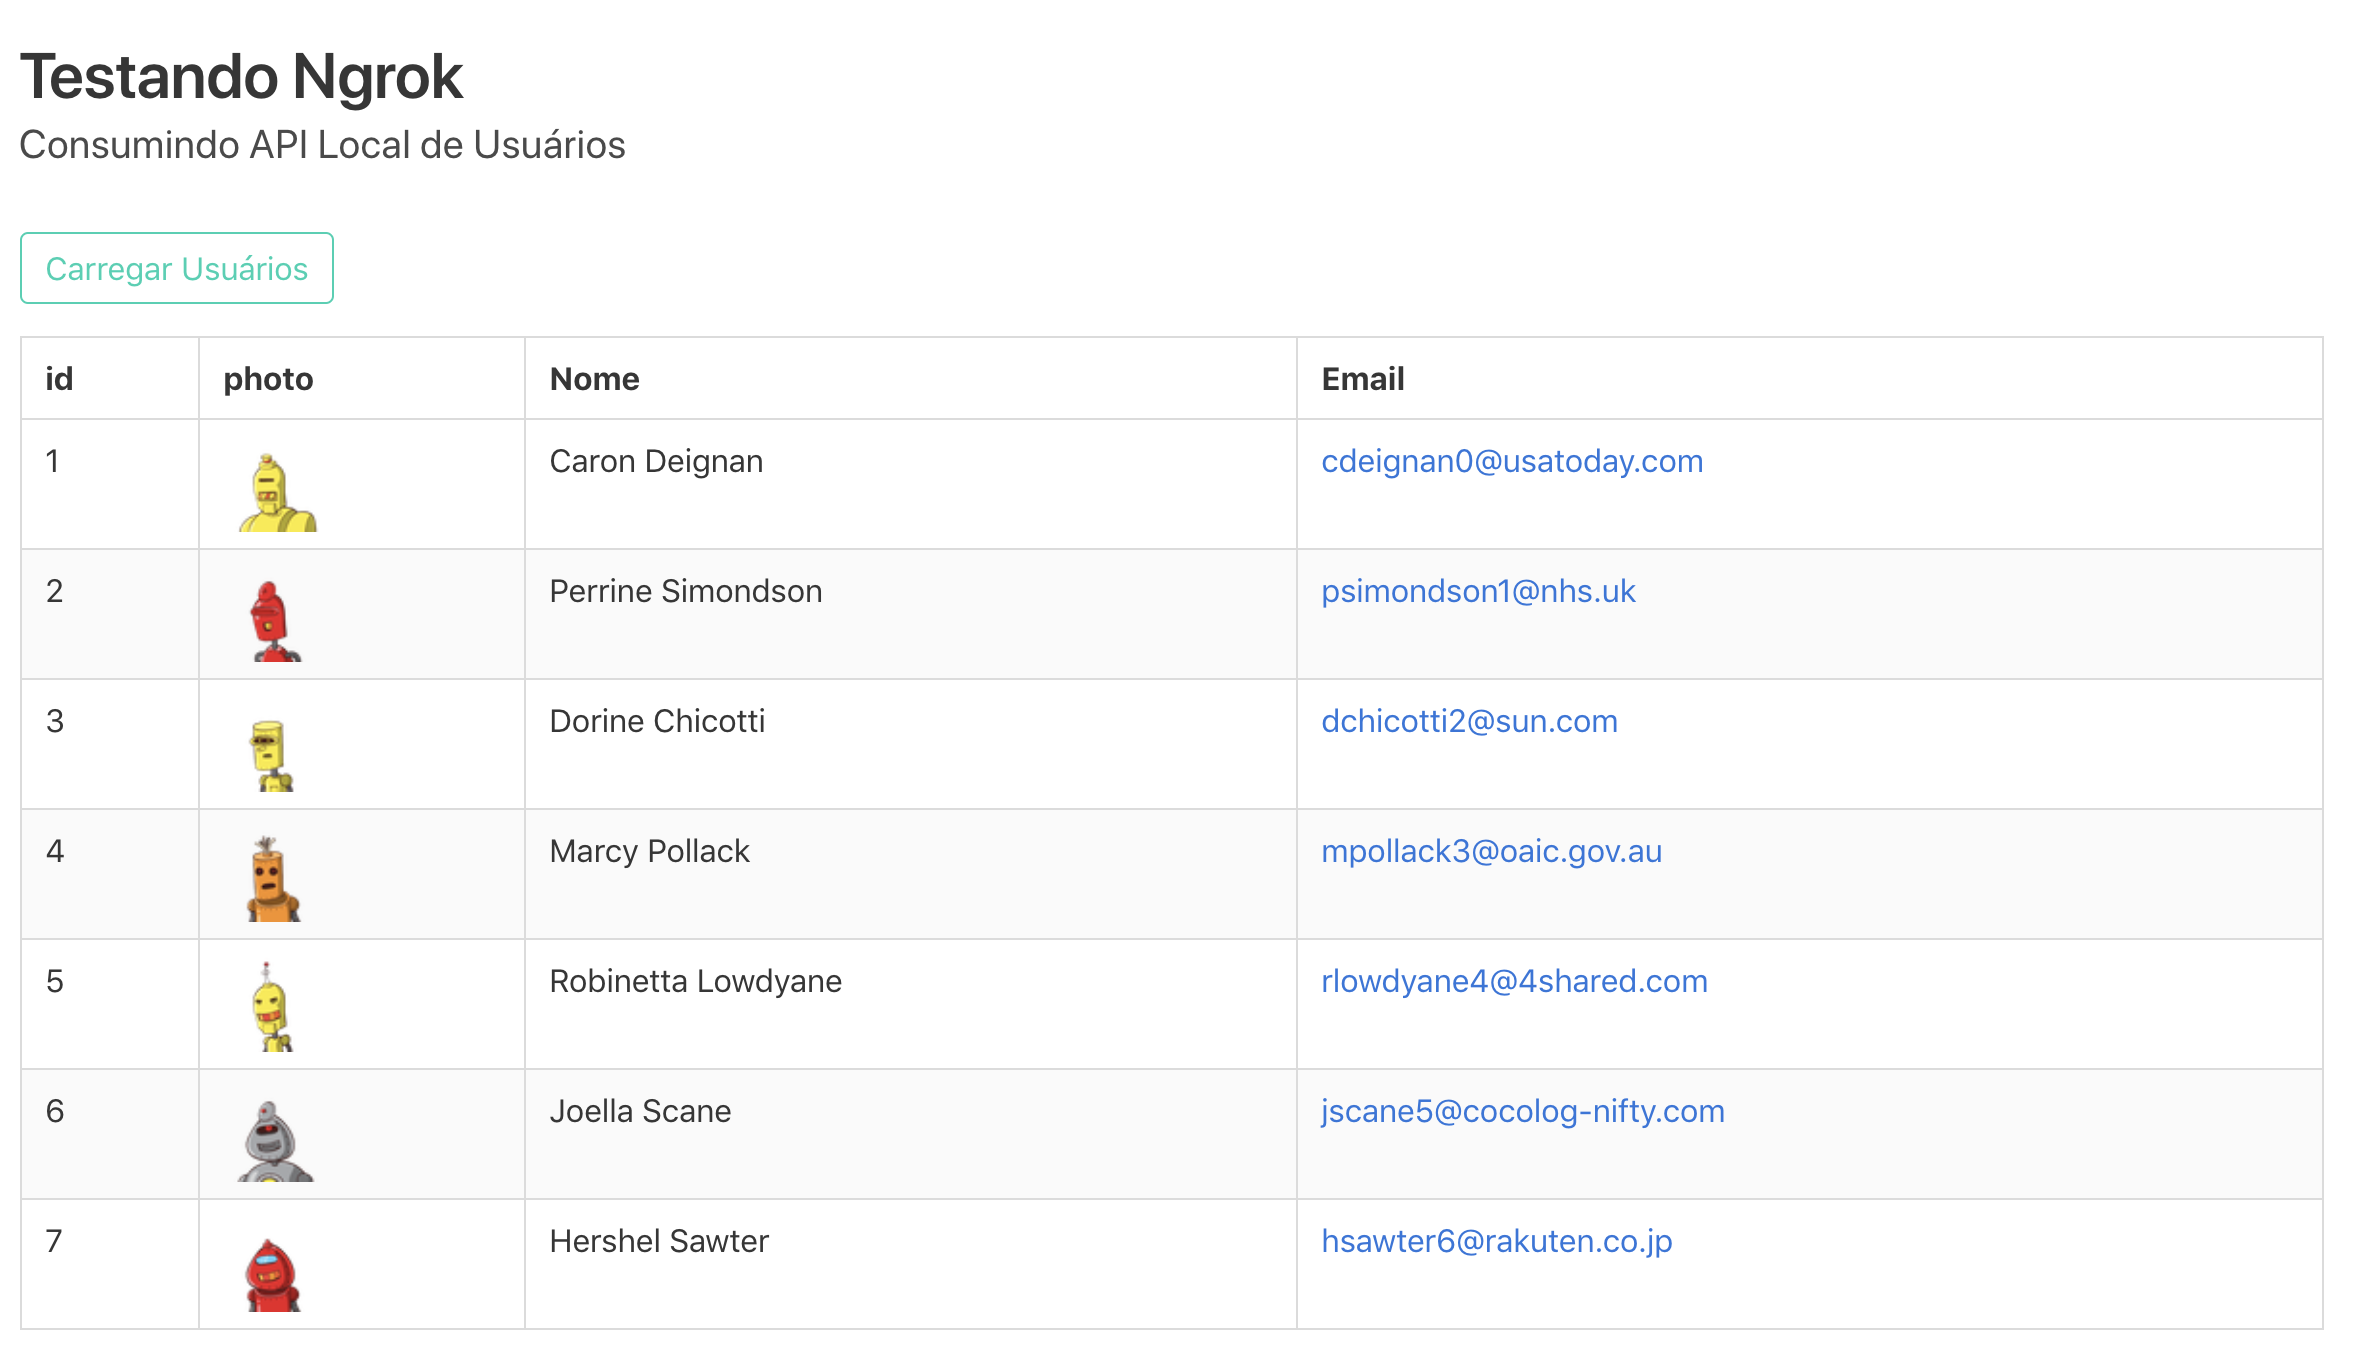 Testando Ngrok
Consumindo API Local de Usuários
Carregar Usuários
id photo Nome Email
1 Caron Deignan cdeignan0@usatoday.com
2 Perrine Simondson psimondson1@nhs.uk
3 Dorine Chicotti dchicotti2@sun.com
4 Marcy Pollack mpollack3@oaic.gov.au
5 Robinetta Lowdyane rlowdyane4@4shared.com
6 Joella Scane jscane5@cocolog-nifty.com
7 Hershel Sawter hsawter6@rakuten.co.jp